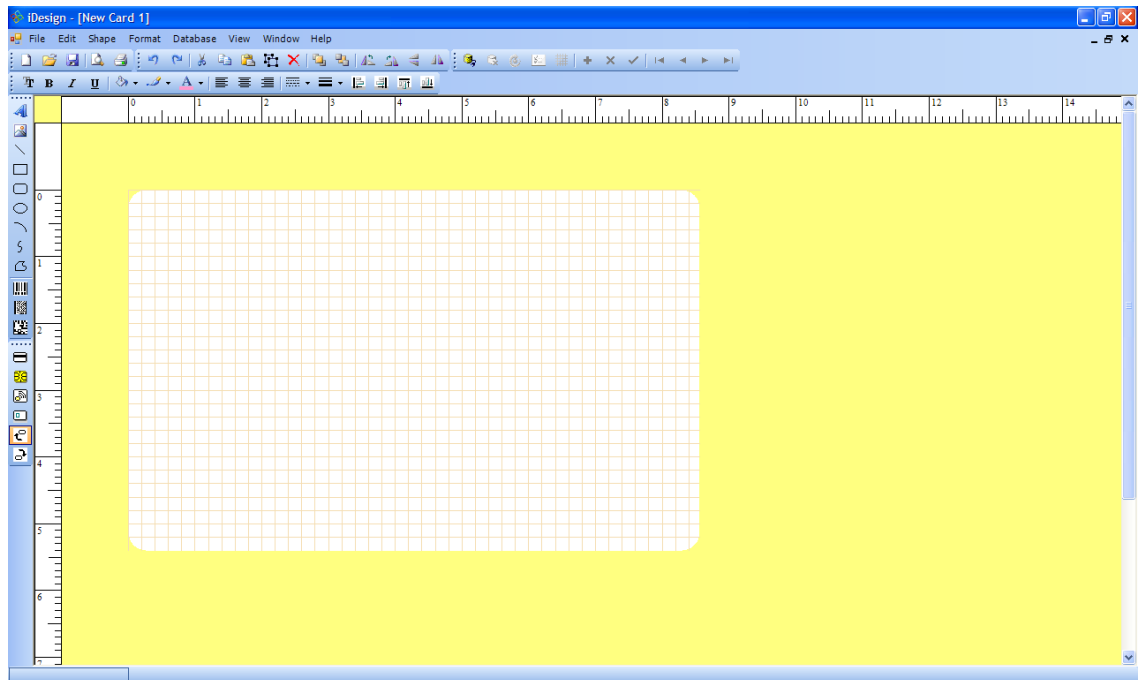 iDesign - [New Card 1]
File Edit Shape Format Database View Window Help
T B I U A
0 1 2 3 4 5 6 7 8 9 10 11 12 13 14
A
0
1
2
3
4
5
6
7